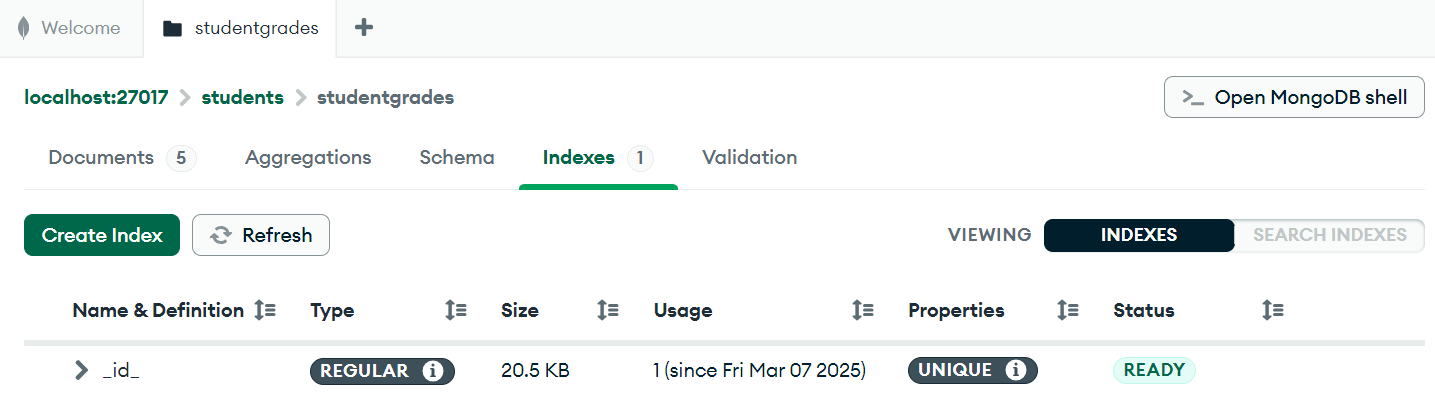 Welcome studentgrades
localhost:27017 students studentgrades Open MongoDB shell
Documents 5 Aggregations Schema Indexes 1 Validation
Create Index Refresh VIEWING INDEXES SEARCH INDEXES
Name & Definition Type Size Usage Properties Status
_id_ REGULAR 20.5 KB 1 (since Fri Mar 07 2025) UNIQUE READY